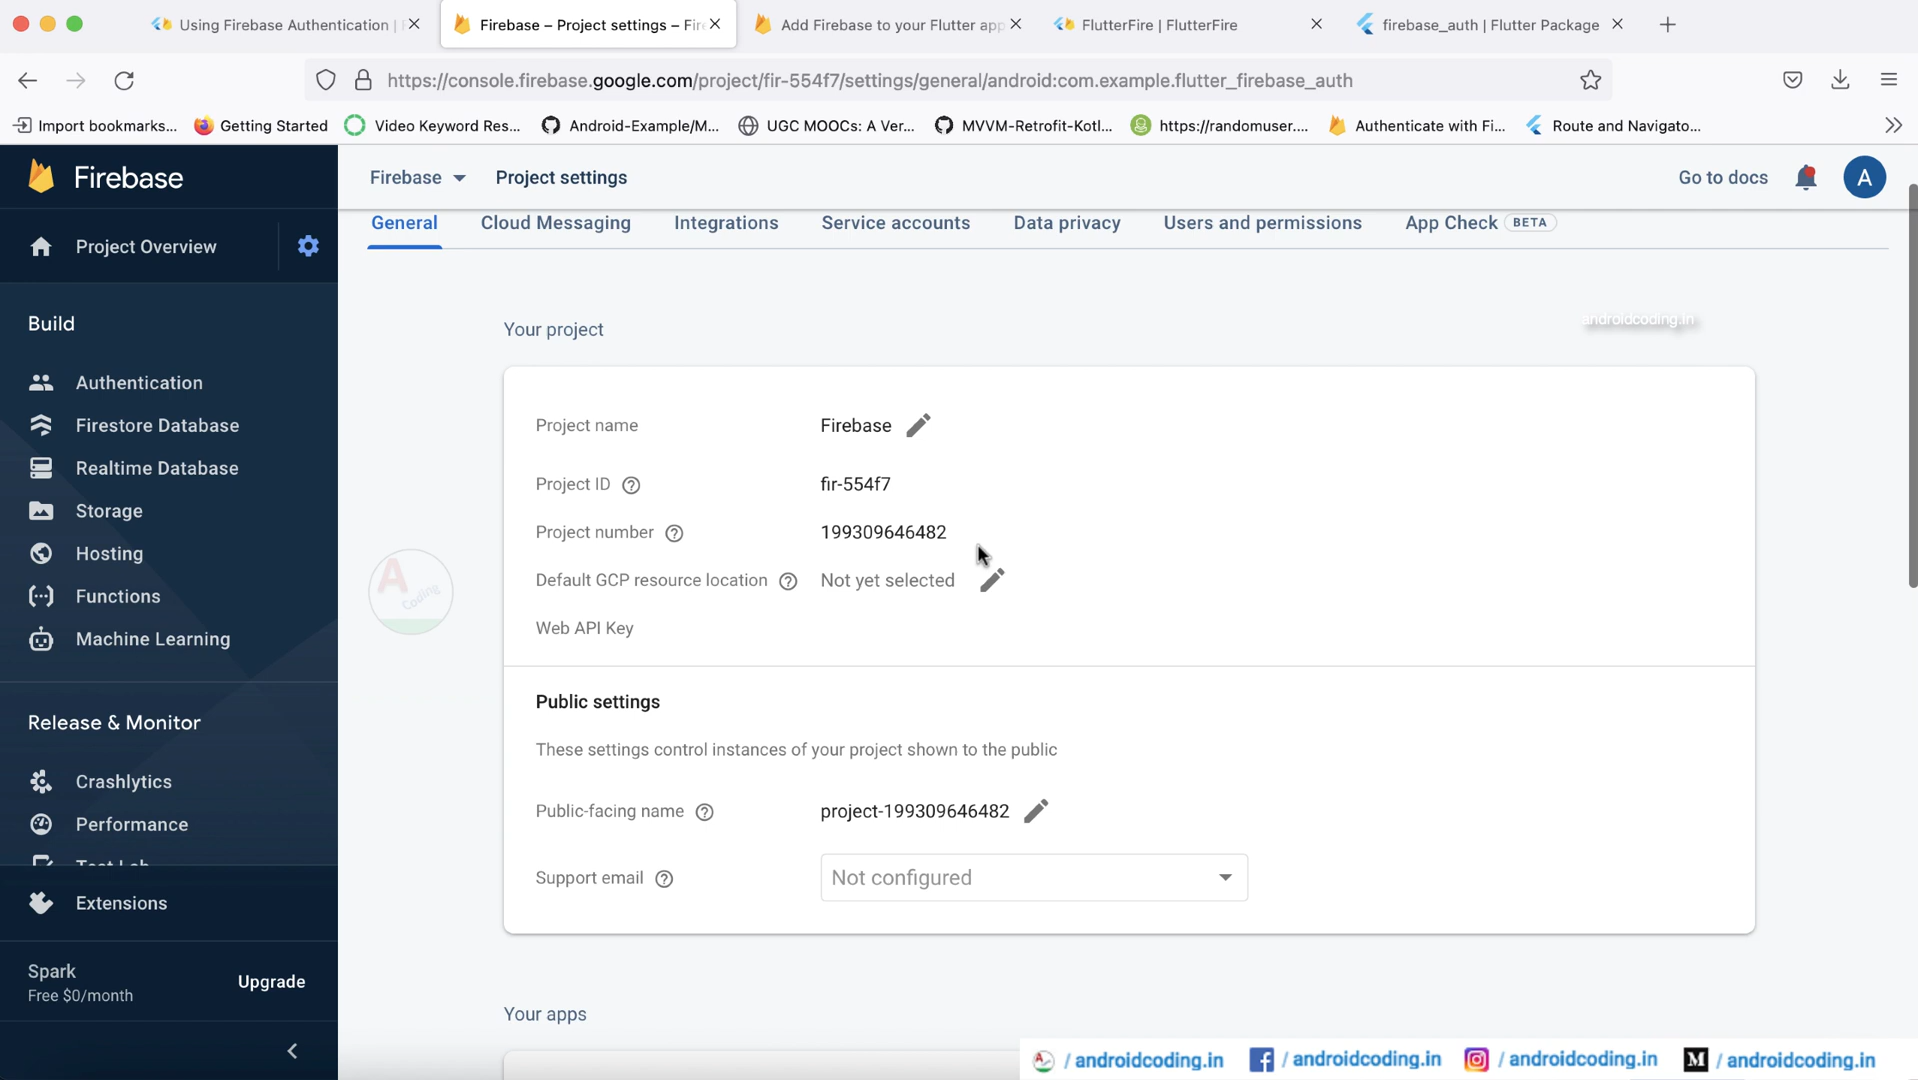 Using Firebase Authentication | F
Firebase – Project settings – Fire
Add Firebase to your Flutter app
FlutterFire | FlutterFire
firebase_auth | Flutter Package
https://console.firebase.google.com/project/fir-554f7/settings/general/android:com.example.flutter_firebase_auth
Import bookmarks...
Getting Started
Video Keyword Res...
Android-Example/M...
UGC MOOCs: A Ver...
MVVM-Retrofit-Kotl...
https://randomuser....
Authenticate with Fi...
Route and Navigato...
Firebase
Firebase
Project settings
Go to docs
A
General
Cloud Messaging
Integrations
Service accounts
Data privacy
Users and permissions
App Check BETA
Project Overview
Build
Authentication
Firestore Database
Realtime Database
Storage
Hosting
Functions
Machine Learning
Release & Monitor
Crashlytics
Performance
Test Lab
Extensions
Spark
Free $0/month
Upgrade
Your project
androidcoding.in
Project name
Firebase
Project ID
fir-554f7
Project number
199309646482
Default GCP resource location
Not yet selected
Web API Key
A
Coding
Public settings
These settings control instances of your project shown to the public
Public-facing name
project-199309646482
Support email
Not configured
Your apps
/ androidcoding.in
/ androidcoding.in
/ androidcoding.in
M / androidcoding.in